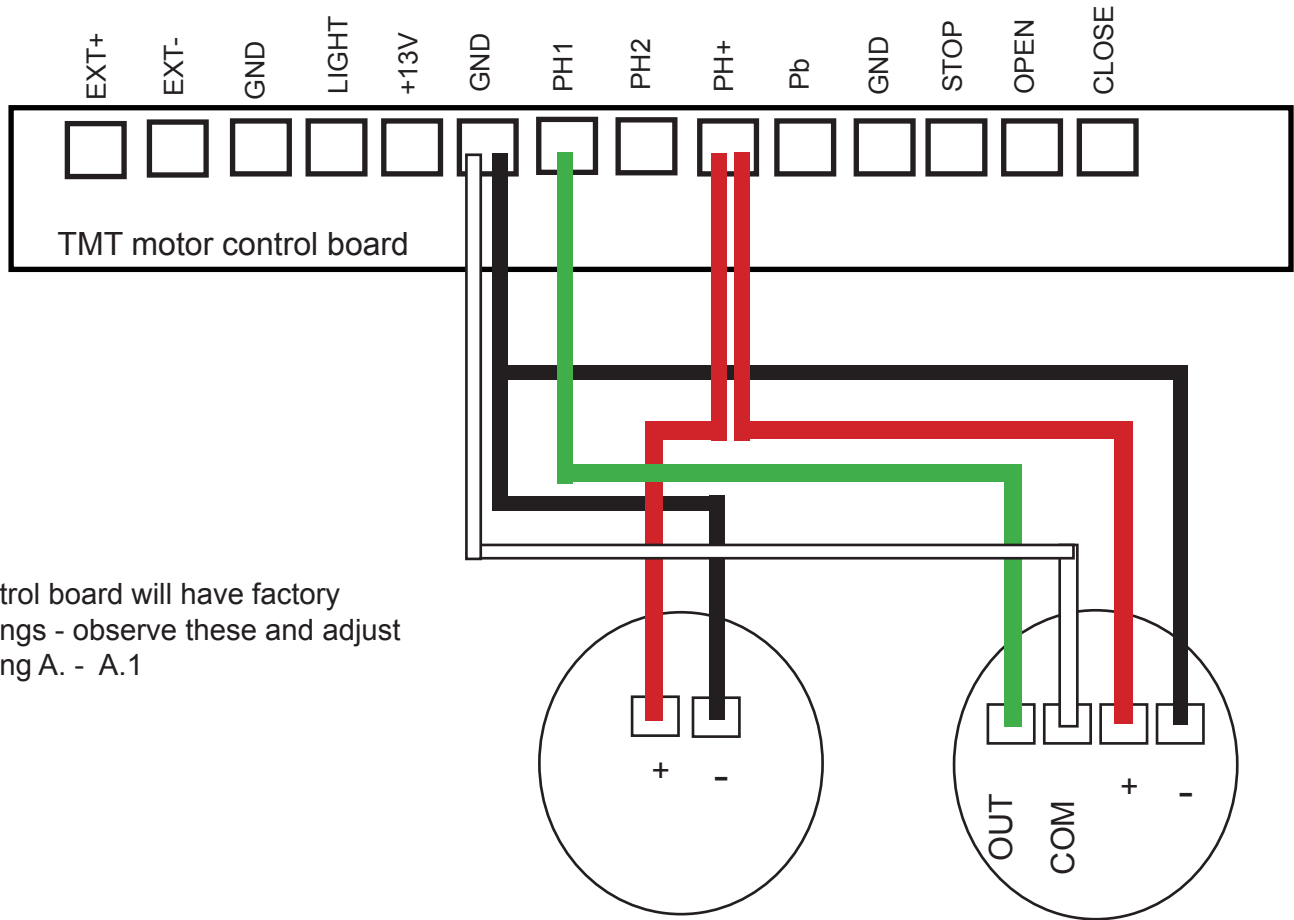 EXT+
EXT-
GND
LIGHT
+13V
GND
PH1
PH2
PH+
Pb
GND
STOP
OPEN
CLOSE
TMT motor control board
trol board will have factory
ngs - observe these and adjust
ng A. - A.1
+
-
OUT
COM
+
-